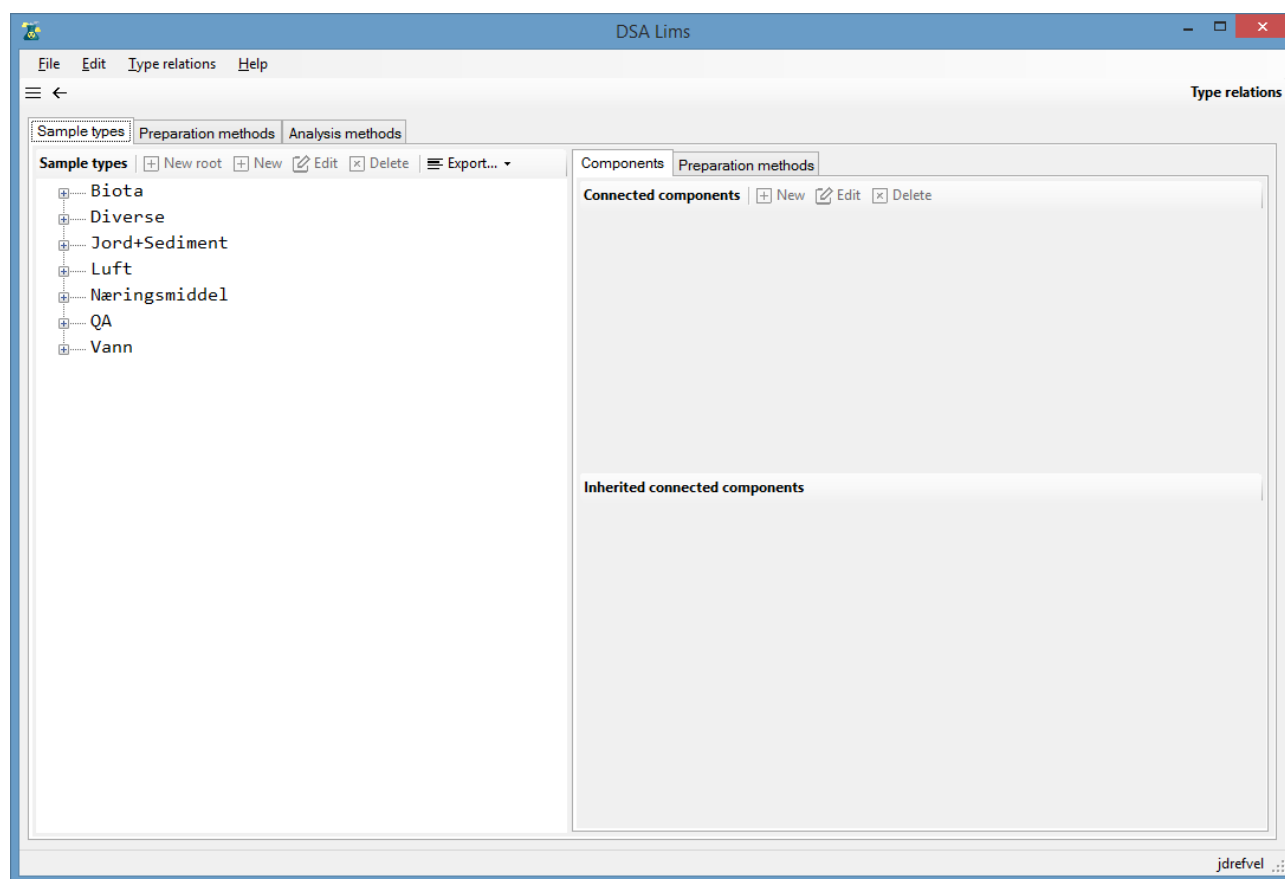 DSA Lims
File Edit Type relations Help
Type relations
Sample types Preparation methods Analysis methods
Sample types New root New Edit Delete Export...
Biota
Diverse
Jord+Sediment
Luft
Næringsmiddel
QA
Vann
Components Preparation methods
Connected components New Edit Delete
Inherited connected components
jdrefvel